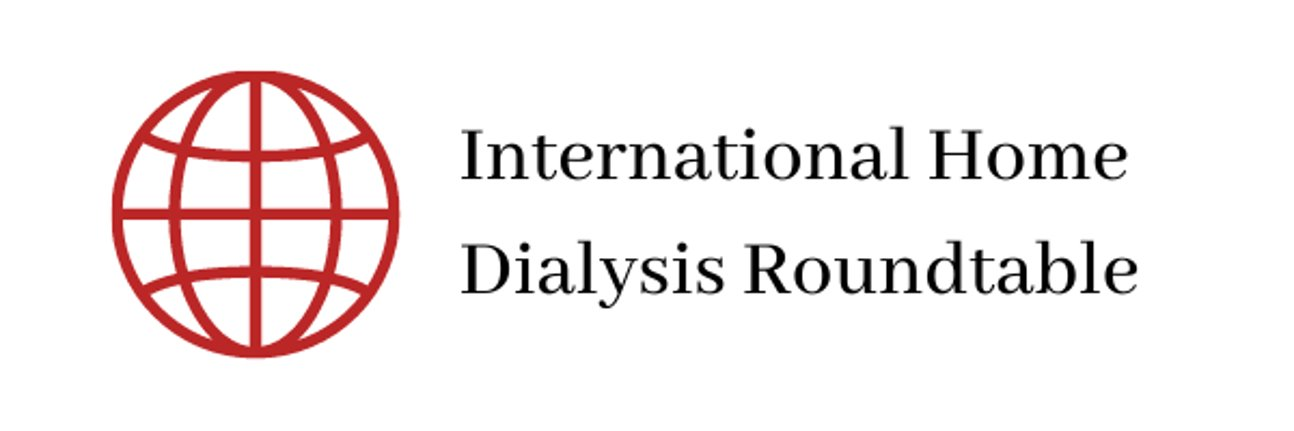 International Home
Dialysis Roundtable